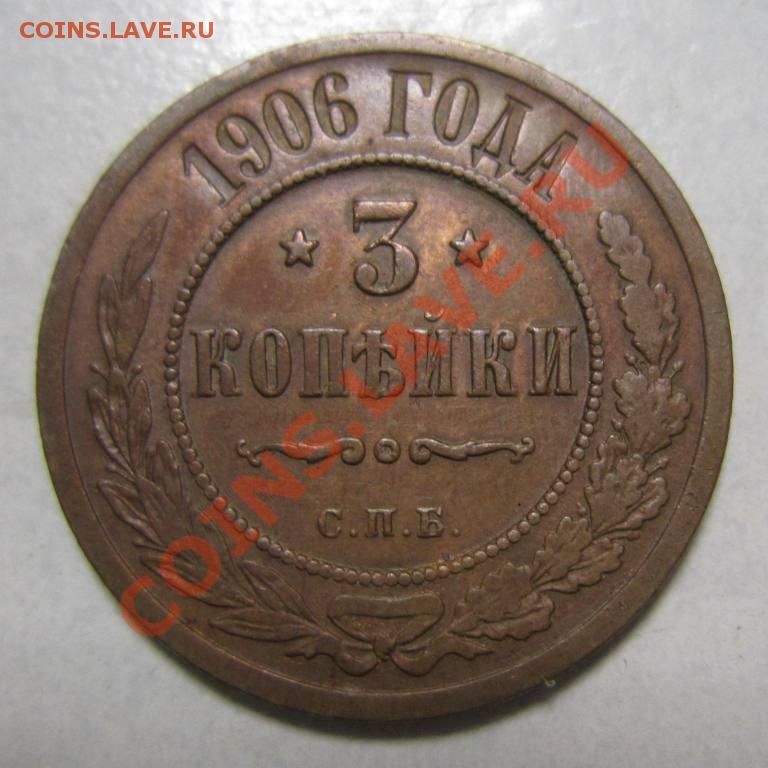 COINS.LAVE.RU
1906 ГОДА
3
КОПѢЙКИ
С.П.Б.
COINS.LAVE.RU